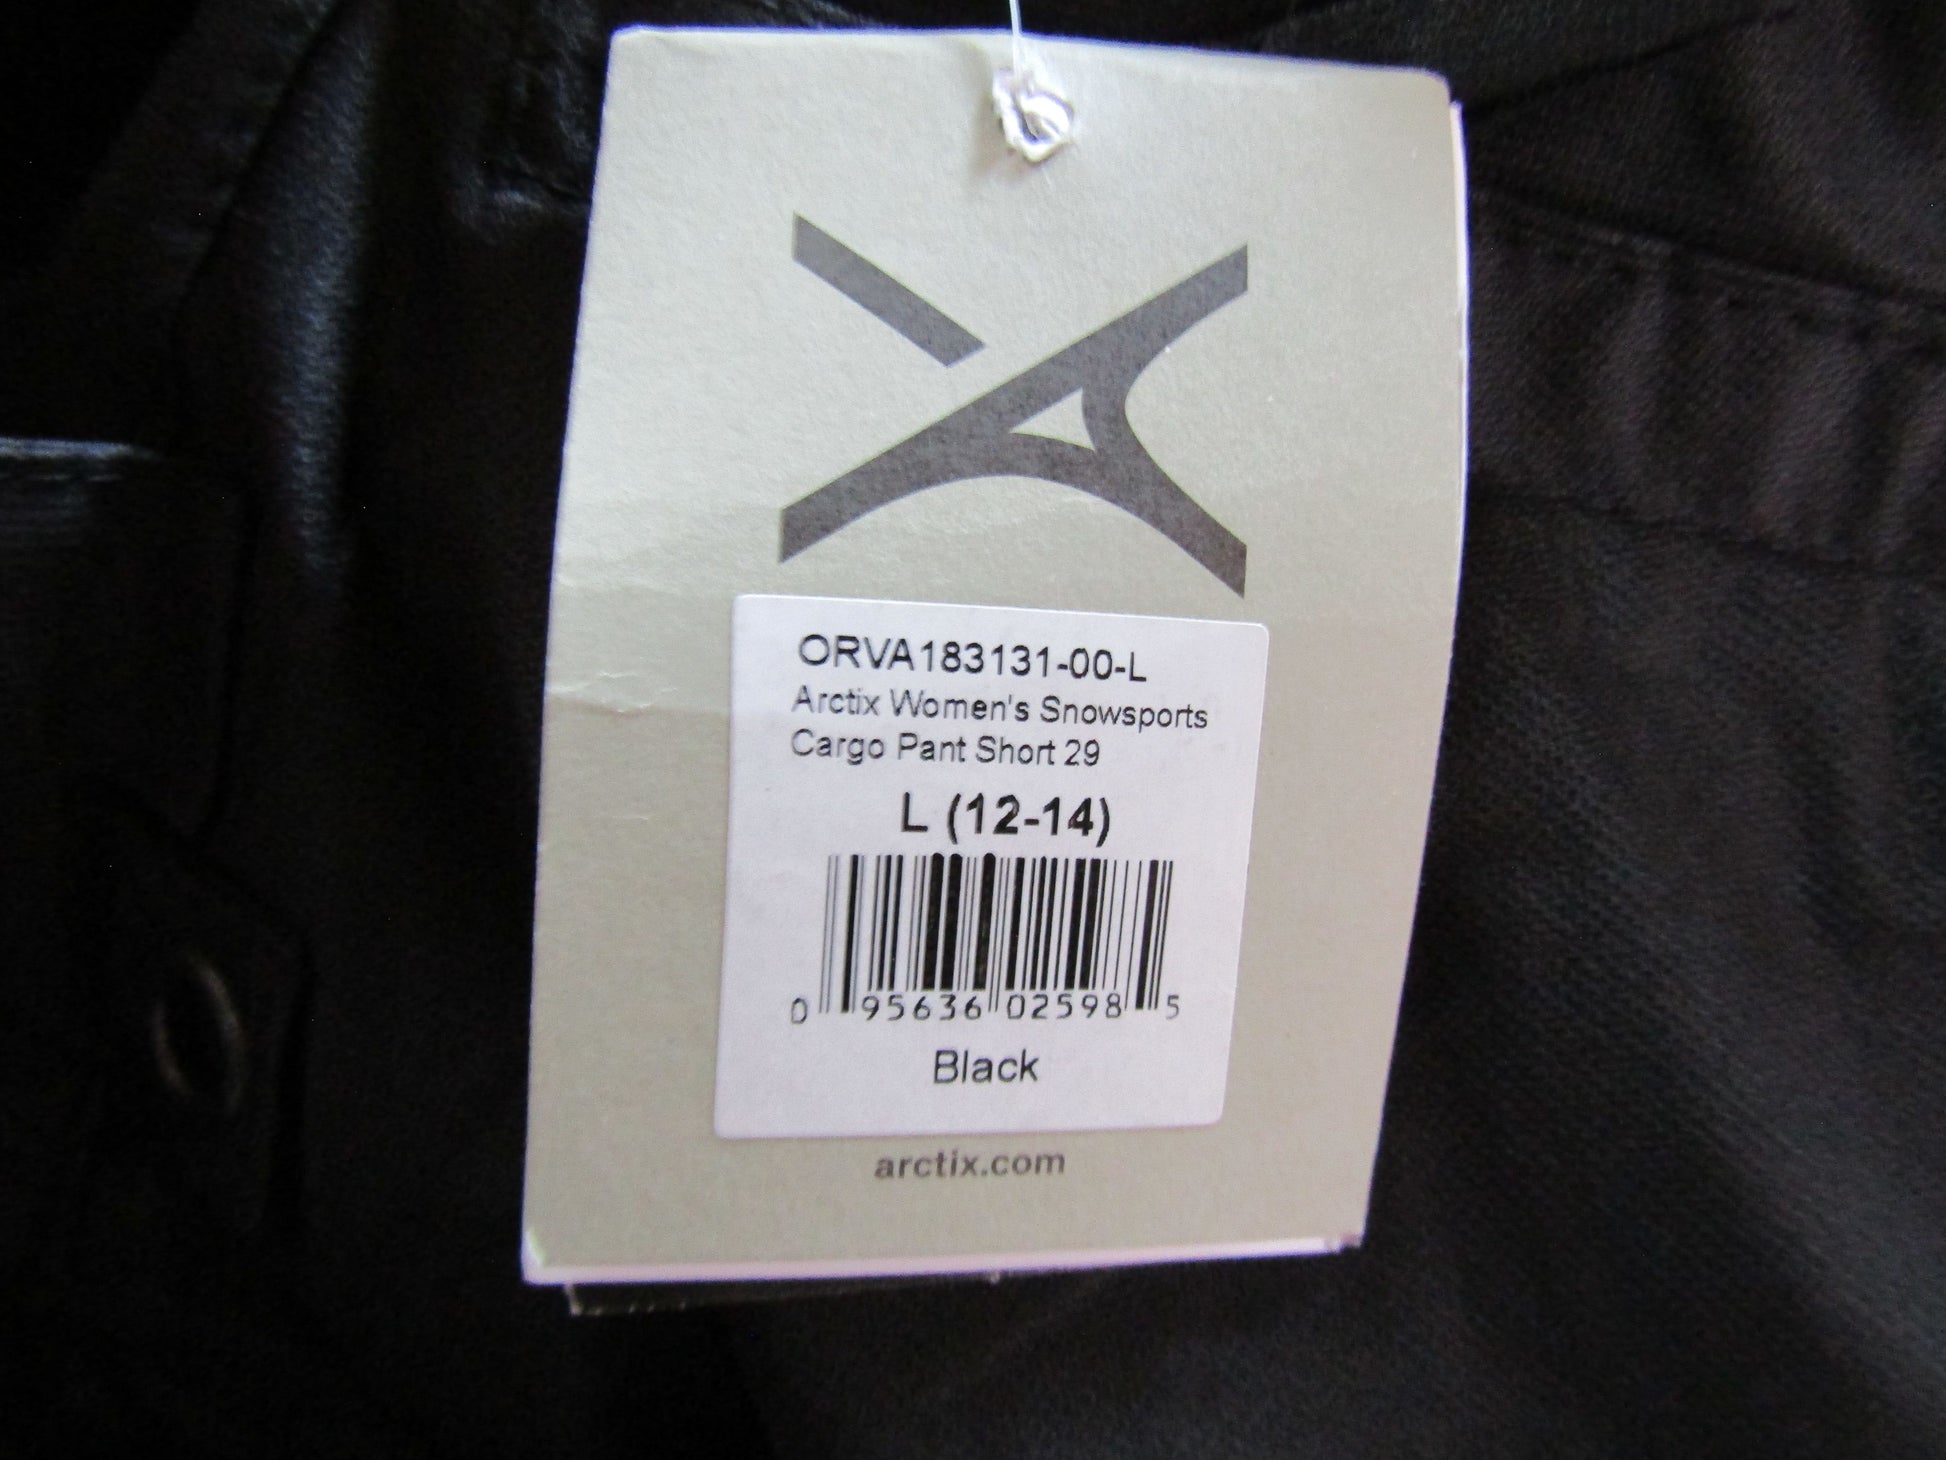 ORVA183131-00-L
Arctix Women's Snowsports
Cargo Pant Short 29
L (12-14)
0 95636 02598 5
Black
arctix.com